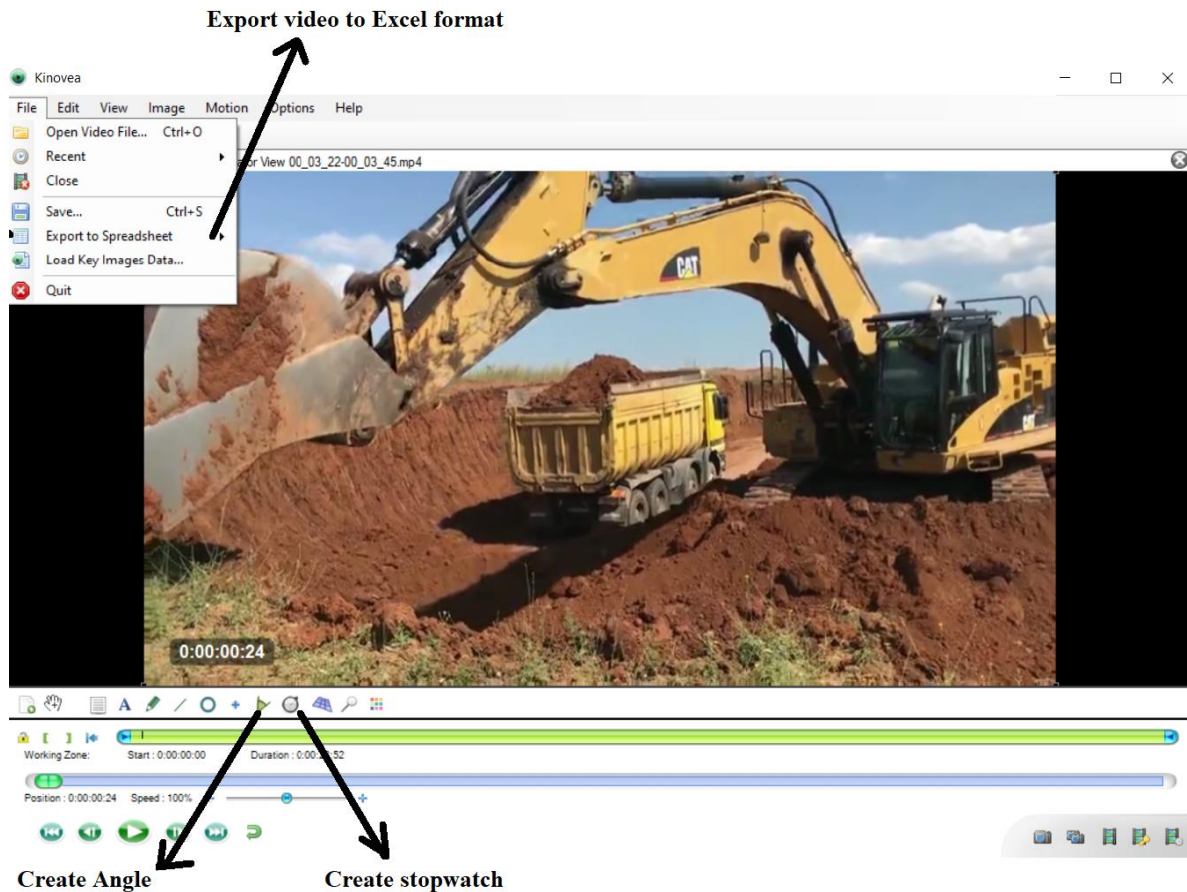 Export video to Excel format
Kinovea
File Edit View Image Motion Options Help
Open Video File... Ctrl+O
Recent
View 00_03_22-00_03_45.mp4
Close
Save... Ctrl+S
Export to Spreadsheet
Load Key Images Data...
Quit
CAT
CAT
0:00:00:24
A
Working Zone: Start : 0:00:00:00 Duration :
Position : 0:00:00:24 Speed : 100%
Create Angle Create stopwatch